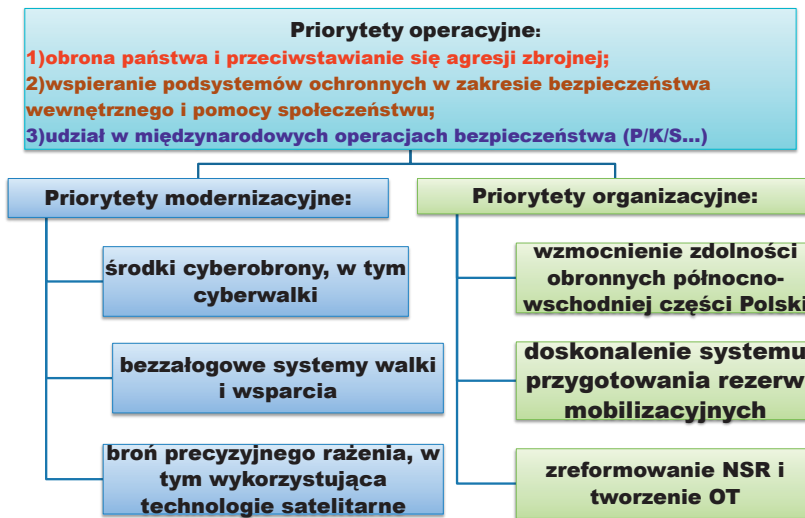 Priorytety operacyjne:
1)obrona państwa i przeciwstawianie się agresji zbrojnej;
2)wspieranie podsystemów ochronnych w zakresie bezpieczeństwa
wewnętrznego i pomocy społeczeństwu;
3)udział w międzynarodowych operacjach bezpieczeństwa (P/K/S...)
Priorytety modernizacyjne:
środki cyberobrony, w tym
cyberwalki
bezzałogowe systemy walki
i wsparcia
broń precyzyjnego rażenia, w
tym wykorzystująca
technologie satelitarne
Priorytety organizacyjne:
wzmocnienie zdolności
obronnych północno-
wschodniej części Polski
doskonalenie systemu
przygotowania rezerw
mobilizacyjnych
zreformowanie NSR i
tworzenie OT